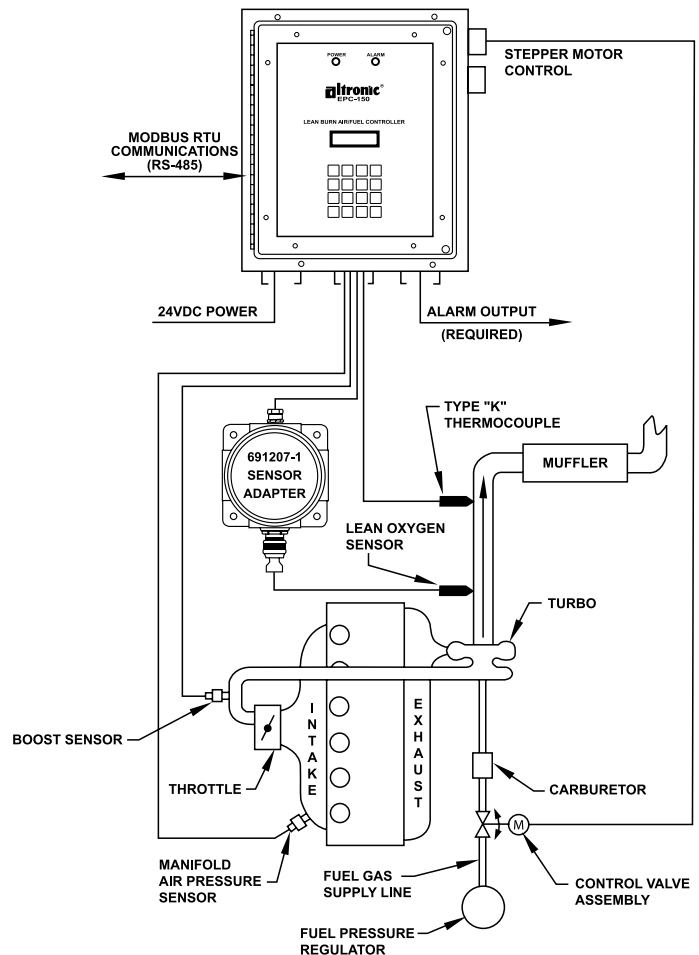 STEPPER MOTOR
CONTROL
POWER
ALARM
altronic®
EPC-150
LEAN BURN AIR/FUEL CONTROLLER
MODBUS RTU
COMMUNICATIONS
(RS-485)
24VDC POWER
ALARM OUTPUT
(REQUIRED)
TYPE "K"
THERMOCOUPLE
MUFFLER
691207-1
SENSOR
ADAPTER
LEAN OXYGEN
SENSOR
TURBO
BOOST SENSOR
INTAKE
EXHAUST
THROTTLE
CARBURETOR
M
MANIFOLD
AIR PRESSURE
SENSOR
FUEL GAS
SUPPLY LINE
CONTROL VALVE
ASSEMBLY
FUEL PRESSURE
REGULATOR